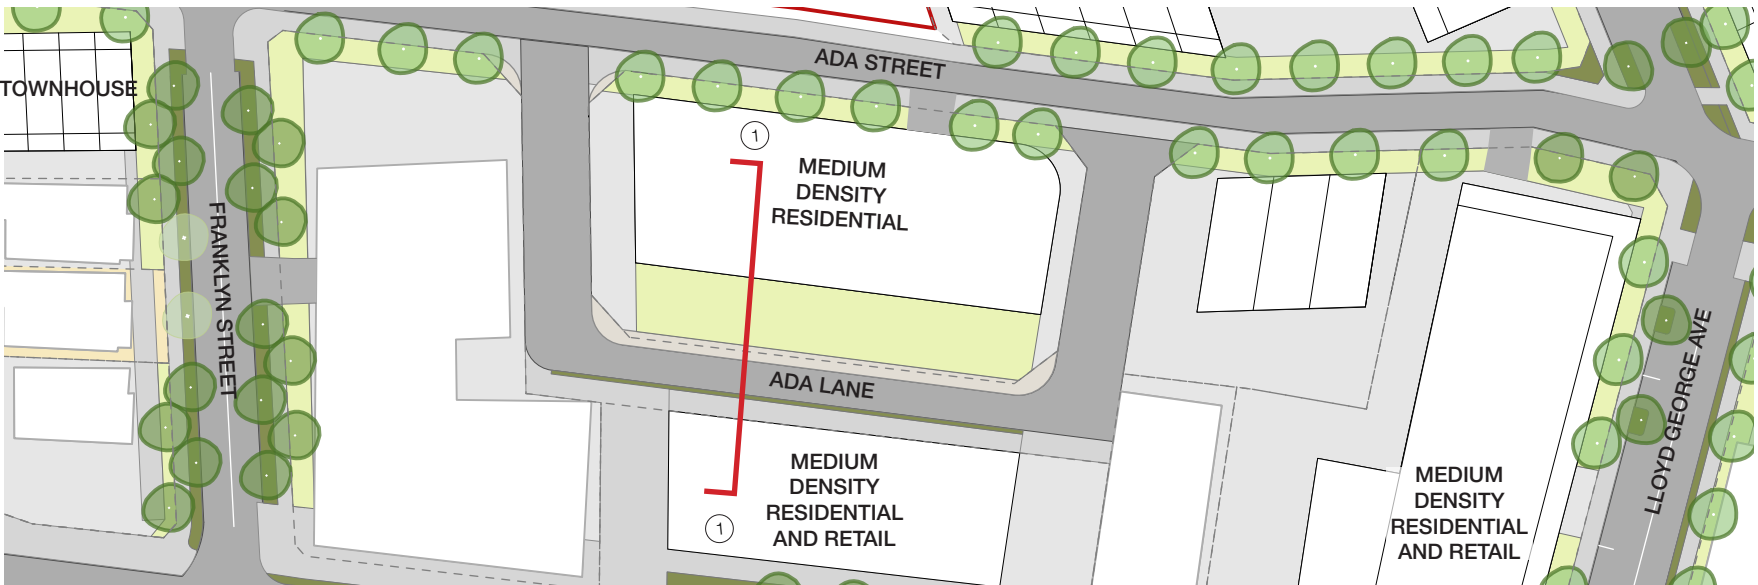 ADA STREET
TOWNHOUSE
1
MEDIUM
DENSITY
RESIDENTIAL
FRANKLYN STREET
ADA LANE
LLOYD GEORGE AVE
MEDIUM
DENSITY
RESIDENTIAL
AND RETAIL
1
MEDIUM
DENSITY
RESIDENTIAL
AND RETAIL